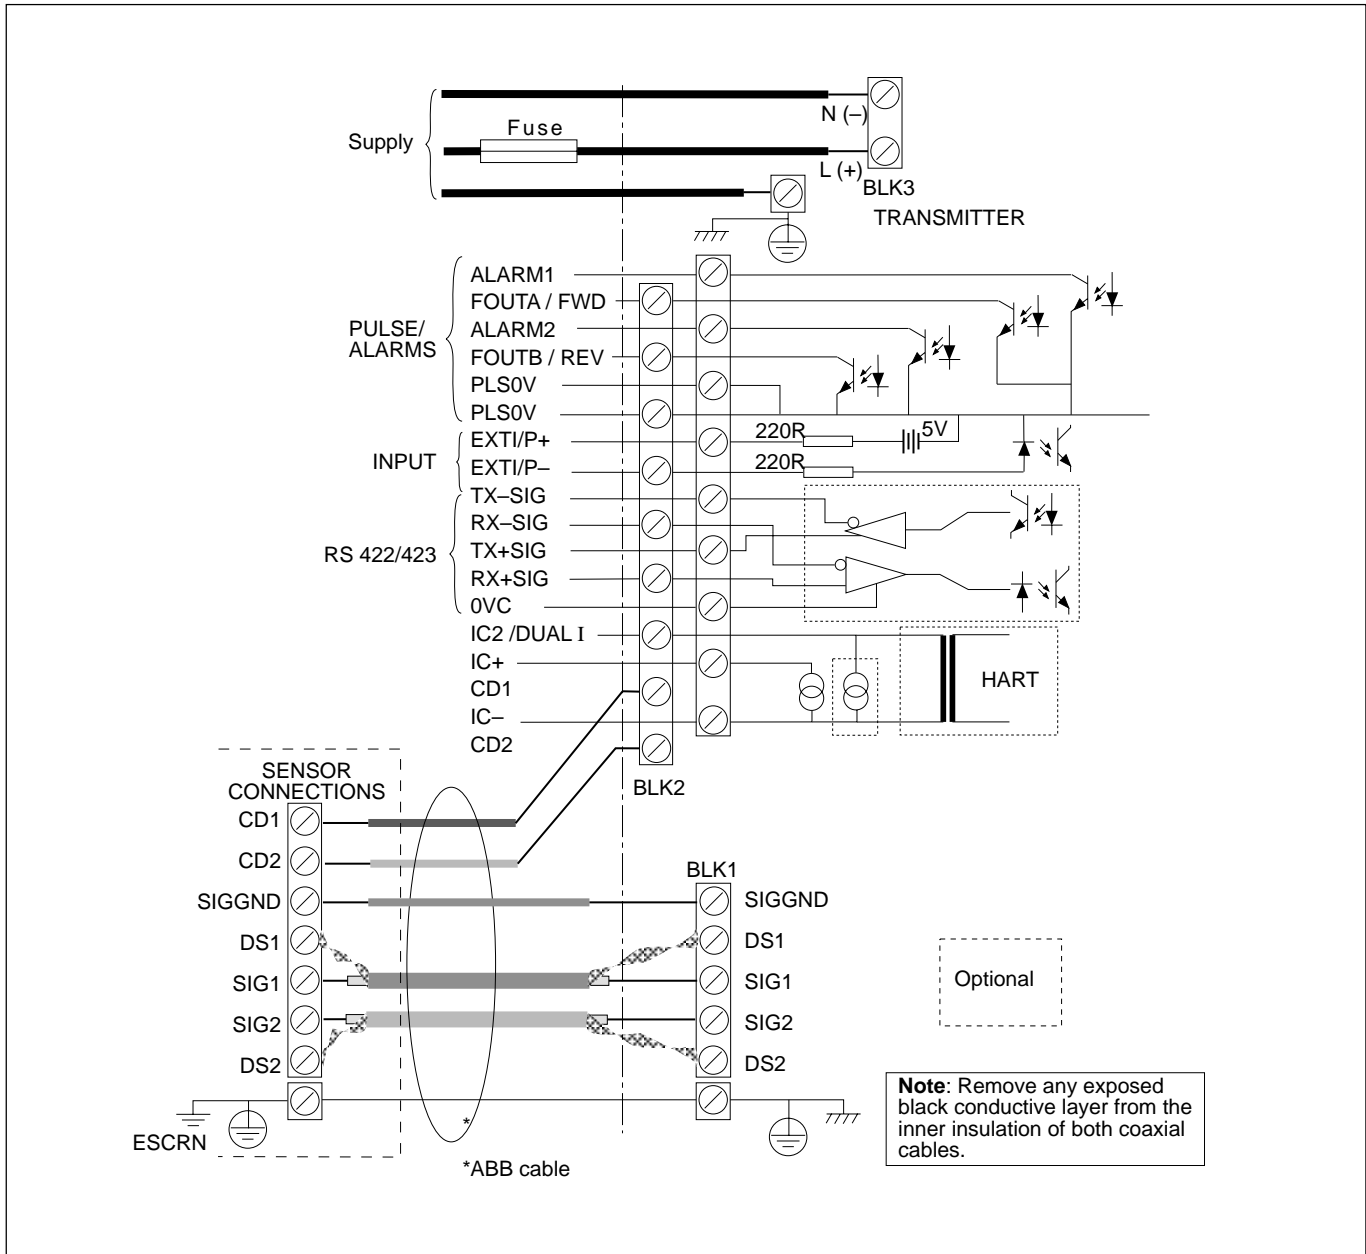 N (–)
Fuse
Supply
L (+)
BLK3
TRANSMITTER
ALARM1
FOUTA / FWD
PULSE/
ALARMS
ALARM2
FOUTB / REV
PLS0V
PLS0V
INPUT
EXTI/P+
220R
5V
EXTI/P–
220R
TX–SIG
RX–SIG
RS 422/423
TX+SIG
RX+SIG
0VC
IC2 /DUAL I
IC+
HART
CD1
IC–
CD2
BLK2
SENSOR
CONNECTIONS
CD1
CD2
BLK1
SIGGND
SIGGND
DS1
DS1
SIG1
SIG1
Optional
SIG2
SIG2
DS2
DS2
ESCRN
*
*ABB cable
Note: Remove any exposed
black conductive layer from the
inner insulation of both coaxial
cables.